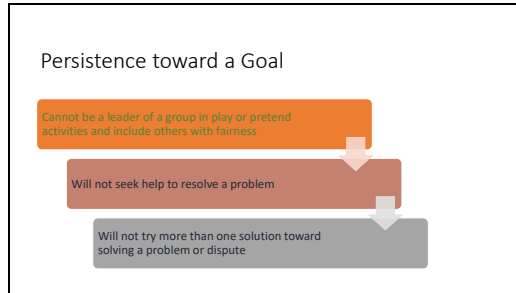 Persistence toward a Goal
Cannot be a leader of a group in play or pretend
activities and include others with fairness
Will not seek help to resolve a problem
Will not try more than one solution toward
solving a problem or dispute